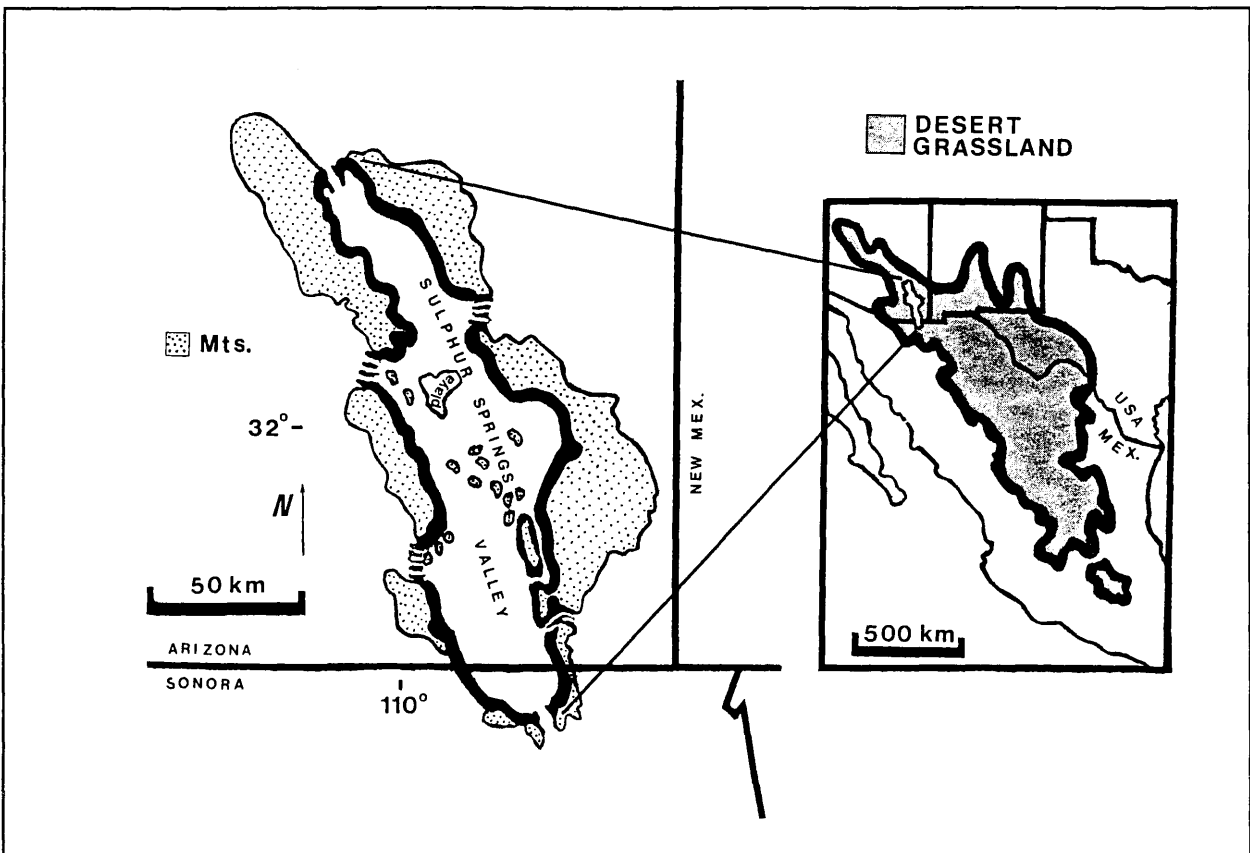 DESERT
GRASSLAND
Mts.
SULPHUR
SPRINGS
VALLEY
playa
32°
N
50 km
ARIZONA
SONORA
110°
NEW MEX.
USA
MEX.
500 km